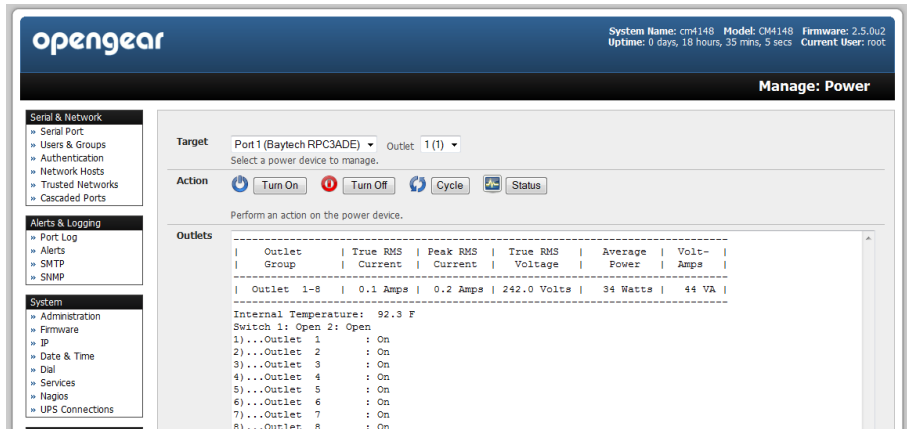 opengear
System Name: cm4148 Model: CM4148 Firmware: 2.5.0u2
Uptime: 0 days, 18 hours, 35 mins, 5 secs Current User: root
Manage: Power
Serial & Network
» Serial Port
» Users & Groups
» Authentication
» Network Hosts
» Trusted Networks
» Cascaded Ports
Alerts & Logging
» Port Log
» Alerts
» SMTP
» SNMP
System
» Administration
» Firmware
» IP
» Date & Time
» Dial
» Services
» Nagios
» UPS Connections
Target Port 1 (Baytech RPC3ADE) Outlet 1 (1)
Select a power device to manage.
Action Turn On Turn Off Cycle Status
Perform an action on the power device.
Outlets
--------------------------------------------------------------------
| Outlet | True RMS | Peak RMS | True RMS | Average | Volt- |
| Group | Current | Current | Voltage | Power | Amps |
--------------------------------------------------------------------
| Outlet 1-8 | 0.1 Amps | 0.2 Amps | 242.0 Volts | 34 Watts | 44 VA |
--------------------------------------------------------------------
Internal Temperature: 92.3 F
Switch 1: Open 2: Open
1)...Outlet 1 : On
2)...Outlet 2 : On
3)...Outlet 3 : On
4)...Outlet 4 : On
5)...Outlet 5 : On
6)...Outlet 6 : On
7)...Outlet 7 : On
8)...Outlet 8 : On